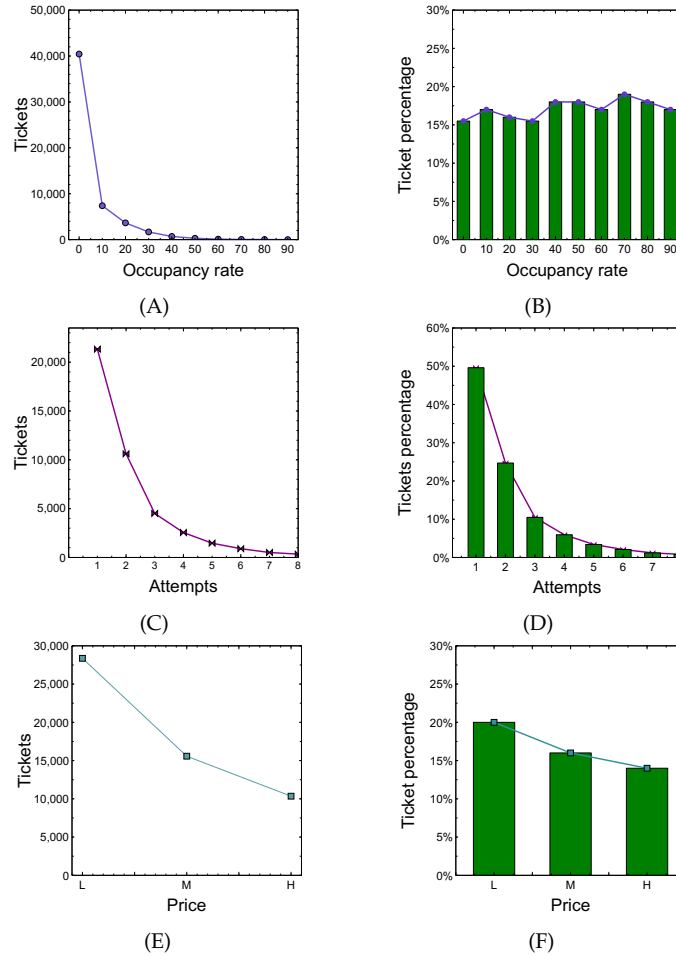 50,000
40,000
30,000
20,000
10,000
0
Tickets
0 10 20 30 40 50 60 70 80 90
Occupancy rate
(A)
30%
25%
20%
15%
10%
5%
0%
Ticket percentage
0 10 20 30 40 50 60 70 80 90
Occupancy rate
(B)
20,000
15,000
10,000
5,000
0
Tickets
1 2 3 4 5 6 7 8
Attempts
(C)
60%
50%
40%
30%
20%
10%
0%
Tickets percentage
1 2 3 4 5 6 7
Attempts
(D)
30,000
25,000
20,000
15,000
10,000
5,000
0
Tickets
L M H
Price
(E)
30%
25%
20%
15%
10%
5%
0%
Ticket percentage
L M H
Price
(F)